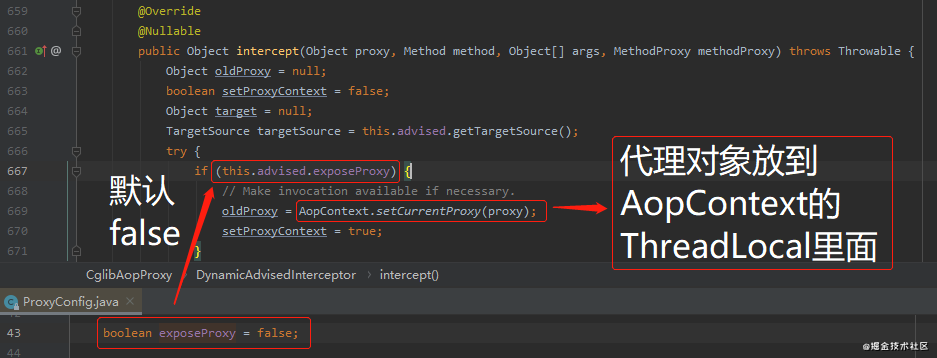 659 @Override
660 @Nullable
661 @ public Object intercept(Object proxy, Method method, Object[] args, MethodProxy methodProxy) throws Throwable {
662 Object oldProxy = null;
663 boolean setProxyContext = false;
664 Object target = null;
665 TargetSource targetSource = this.advised.getTargetSource();
666 try {
667 if (this.advised.exposeProxy) {
668 // Make invocation available if necessary.
669 oldProxy = AopContext.setCurrentProxy(proxy);
670 setProxyContext = true;
671 }
默认
false
代理对象放到
AopContext的
ThreadLocal里面
CglibAopProxy › DynamicAdvisedInterceptor › intercept()
ProxyConfig.java ×
43 boolean exposeProxy = false;
@掘金技术社区